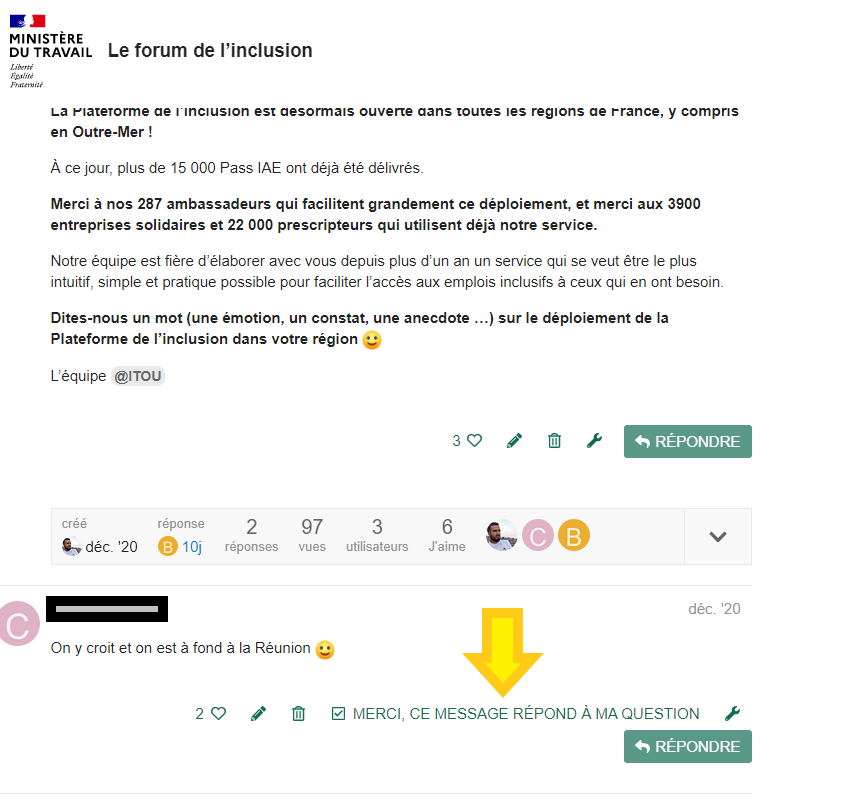 MINISTÈRE
DU TRAVAIL
Liberté
Égalité
Fraternité
Le forum de l’inclusion
La Plateforme de l’inclusion est désormais ouverte dans toutes les régions de France, y compris
en Outre-Mer !
À ce jour, plus de 15 000 Pass IAE ont déjà été délivrés.
Merci à nos 287 ambassadeurs qui facilitent grandement ce déploiement, et merci aux 3900
entreprises solidaires et 22 000 prescripteurs qui utilisent déjà notre service.
Notre équipe est fière d’élaborer avec vous depuis plus d’un an un service qui se veut être le plus
intuitif, simple et pratique possible pour faciliter l’accès aux emplois inclusifs à ceux qui en ont besoin.
Dites-nous un mot (une émotion, un constat, une anecdote …) sur le déploiement de la
Plateforme de l’inclusion dans votre région
L’équipe @ITOU
3 RÉPONDRE
créé réponse 2 97 3 6 C B
déc. '20 B 10j réponses vues utilisateurs J'aime
C déc. '20
On y croit et on est à fond à la Réunion
2 MERCI, CE MESSAGE RÉPOND À MA QUESTION
RÉPONDRE